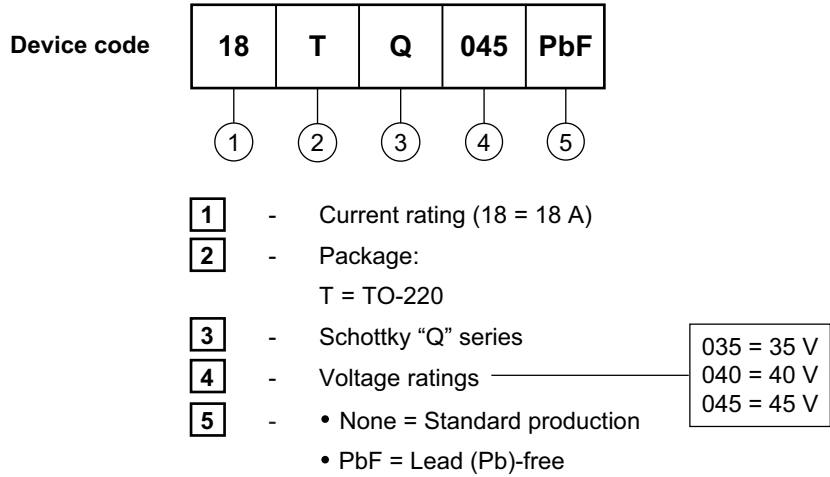 Device code 18 T Q 045 PbF
1 2 3 4 5
1 - Current rating (18 = 18 A)
2 - Package:
T = TO-220
3 - Schottky “Q” series
4 - Voltage ratings
035 = 35 V
040 = 40 V
045 = 45 V
5 - • None = Standard production
• PbF = Lead (Pb)-free